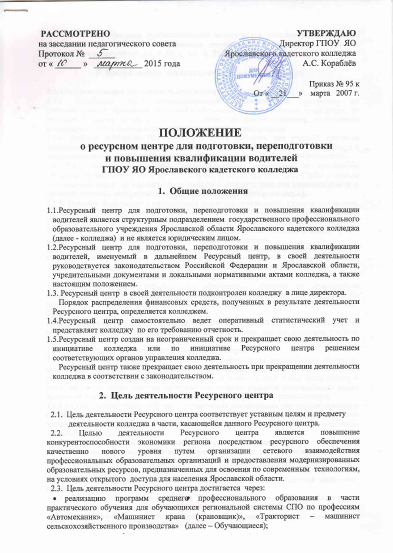 РАССМОТРЕНО УТВЕРЖДАЮ
на заседании педагогического совета Директор ГПОУ ЯО
Протокол № 5 Ярославского кадетского колледжа
от « 10 » марта 2015 года А.С. Кораблёв
Приказ № 95 к
От « 21 » марта 2007 г.
ПОЛОЖЕНИЕ
о ресурсном центре для подготовки, переподготовки
и повышения квалификации водителей
ГПОУ ЯО Ярославского кадетского колледжа
1. Общие положения
1.1.Ресурсный центр для подготовки, переподготовки и повышения квалификации
водителей является структурным подразделением государственного профессионального
образовательного учреждения Ярославской области Ярославского кадетского колледжа
(далее - колледжа) и не является юридическим лицом.
1.2.Ресурсный центр для подготовки, переподготовки и повышения квалификации
водителей, именуемый в дальнейшем Ресурсный центр, в своей деятельности
руководствуется законодательством Российской Федерации и Ярославской области,
учредительными документами и локальными нормативными актами колледжа, а также
настоящим положением.
1.3. Ресурсный центр в своей деятельности подконтролен колледжу в лице директора.
Порядок распределения финансовых средств, полученных в результате деятельности
Ресурсного центра, определяется колледжем.
1.4.Ресурсный центр самостоятельно ведет оперативный статистический учет и
представляет колледжу по его требованию отчетность.
1.5.Ресурсный центр создан на неограниченный срок и прекращает свою деятельность по
инициативе колледжа или по инициативе Ресурсного центра решением
соответствующих органов управления колледжа.
Ресурсный центр также прекращает свою деятельность при прекращении деятельности
колледжа в соответствии с законодательством.
2. Цель деятельности Ресурсного центра
2.1. Цель деятельности Ресурсного центра соответствует уставным целям и предмету
деятельности колледжа в части, касающейся данного Ресурсного центра.
2.2. Целью деятельности Ресурсного центра является повышение
конкурентоспособности экономики региона посредством ресурсного обеспечения
качественно нового уровня путем организации сетевого взаимодействия
профессиональных образовательных организаций и предоставления модернизированных
образовательных ресурсов, предназначенных для освоения по современным технологиям,
на условиях открытого доступа для населения Ярославской области.
2.3. Цель деятельности Ресурсного центра достигается через:
• реализацию программ среднего профессионального образования в части
практического обучения для обучающихся региональной системы СПО по профессиям
«Автомеханик», «Машинист крана (крановщик)», «Тракторист – машинист
сельскохозяйственного производства» (далее – Обучающиеся);